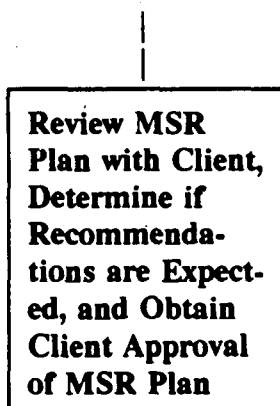 Review MSR
Plan with Client,
Determine if
Recommenda-
tions are Expect-
ed, and Obtain
Client Approval
of MSR Plan